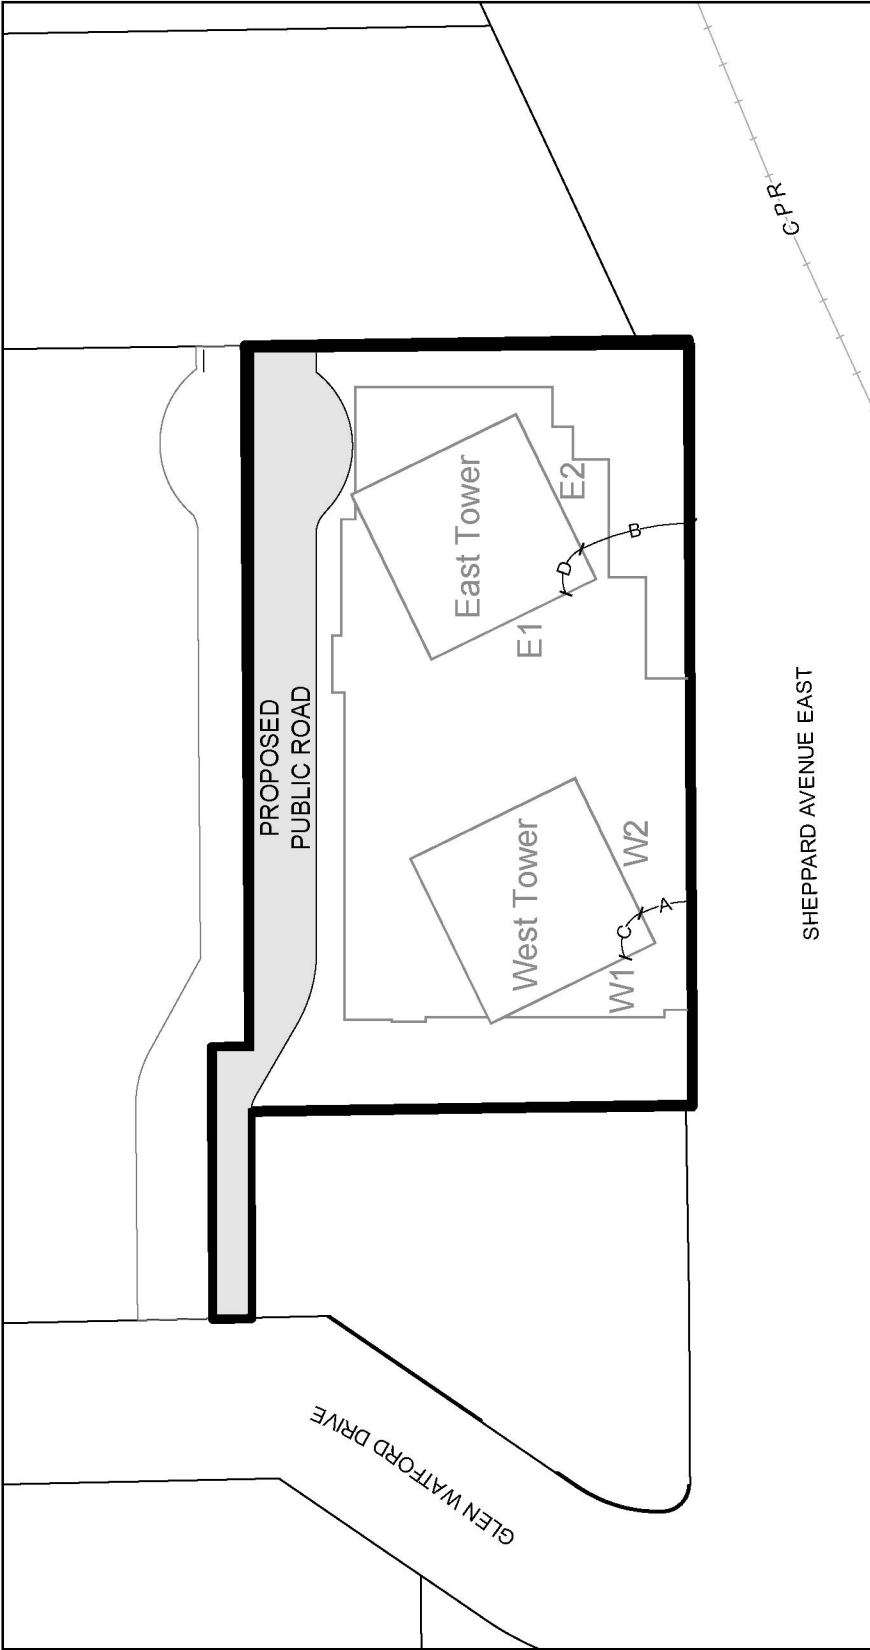 PROPOSED
PUBLIC ROAD
East Tower
E1
E2
D
B
West Tower
W1
W2
C
A
CPR
SHEPPARD AVENUE EAST
GLEN WATFORD DRIVE